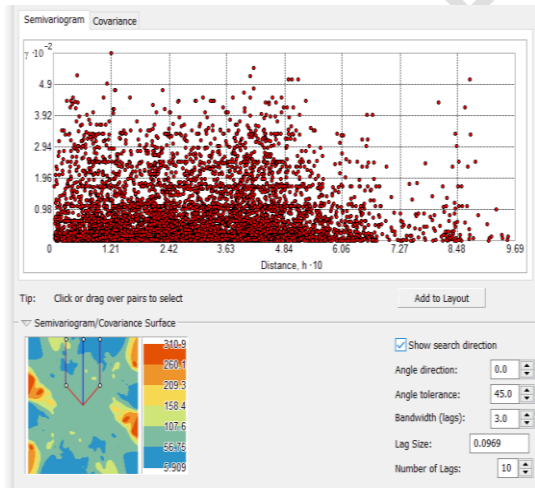 Semivariogram Covariance
γ ·10⁻²
4.9
3.92
2.94
1.96
0.98
0 1.21 2.42 3.63 4.84 6.06 7.27 8.48 9.69
Distance, h ·10
Tip: Click or drag over pairs to select
Add to Layout
Semivariogram/Covariance Surface
310.9
260.1
209.3
158.4
107.6
56.75
5.909
Show search direction
Angle direction: 0.0
Angle tolerance: 45.0
Bandwidth (lags): 3.0
Lag Size: 0.0969
Number of Lags: 10